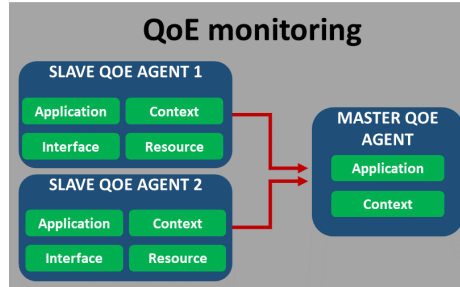 QoE monitoring
SLAVE QOE AGENT 1
Application
Context
Interface
Resource
SLAVE QOE AGENT 2
Application
Context
Interface
Resource
MASTER QOE
AGENT
Application
Context